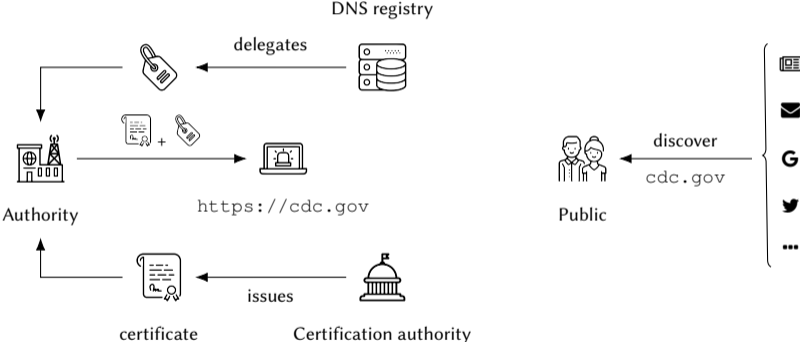 DNS registry
delegates
+
discover
G
cdc.gov
https://cdc.gov
Authority
Public
issues
certificate
Certification authority